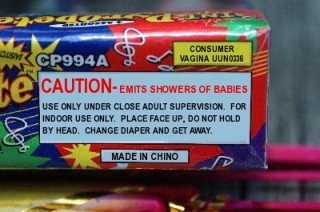 CP994A
CONSUMER
VAGINA UUN0336
CAUTION- EMITS SHOWERS OF BABIES
USE ONLY UNDER CLOSE ADULT SUPERVISION. FOR
INDOOR USE ONLY. PLACE FACE UP, DO NOT HOLD
BY HEAD. CHANGE DIAPER AND GET AWAY.
MADE IN CHINO